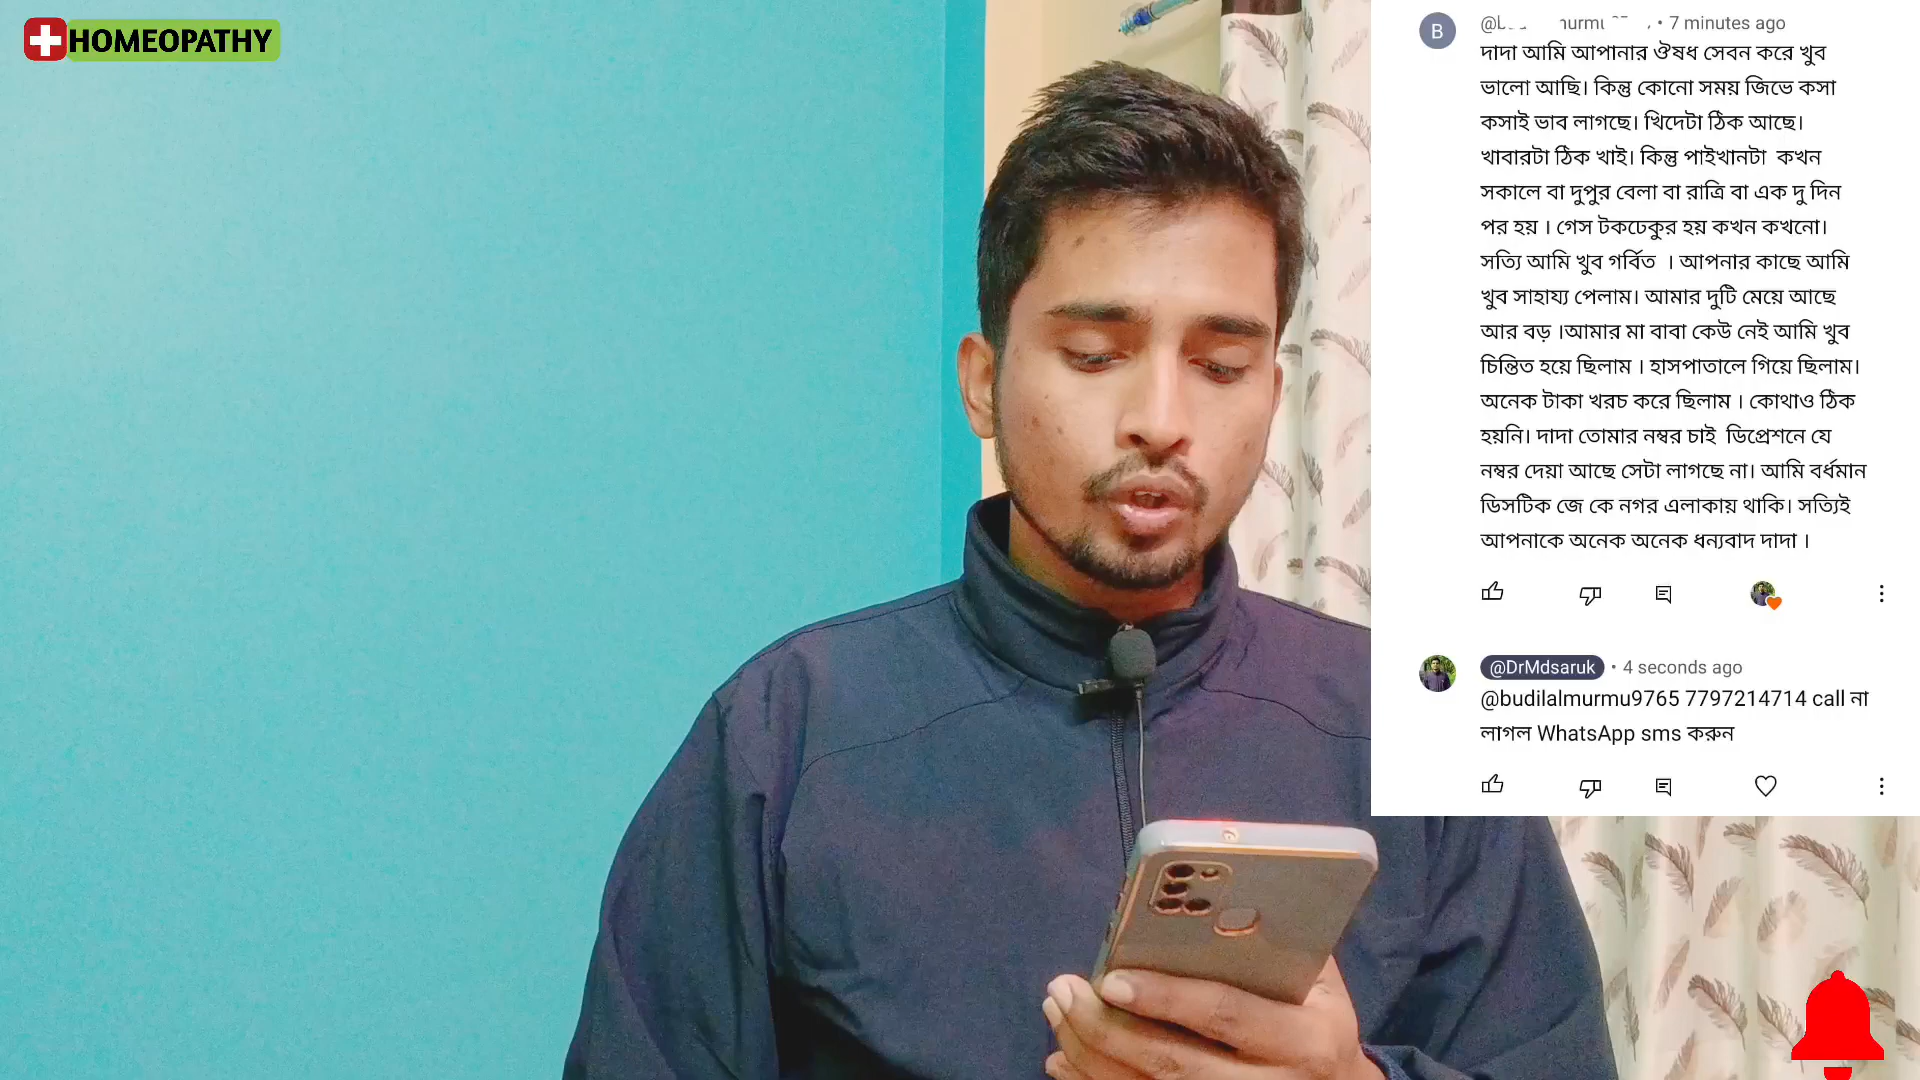 HOMEOPATHY
B
• 7 minutes ago
দাদা আমি আপানার ঔষধ সেবন করে খুব
ভালো আছি। কিন্তু কোনো সময় জিভে কসা
কসাই ভাব লাগছে। খিদেটা ঠিক আছে।
খাবারটা ঠিক খাই। কিন্তু পাইখানটা কখন
সকালে বা দুপুর বেলা বা রাত্রি বা এক দু দিন
পর হয় । গেস টকঢেকুর হয় কখন কখনো।
সত্যি আমি খুব গর্বিত । আপনার কাছে আমি
খুব সাহায্য পেলাম। আমার দুটি মেয়ে আছে
আর বড় ।আমার মা বাবা কেউ নেই আমি খুব
চিন্তিত হয়ে ছিলাম । হাসপাতালে গিয়ে ছিলাম।
অনেক টাকা খরচ করে ছিলাম । কোথাও ঠিক
হয়নি। দাদা তোমার নম্বর চাই ডিপ্রেশনে যে
নম্বর দেয়া আছে সেটা লাগছে না। আমি বর্ধমান
ডিসটিক জে কে নগর এলাকায় থাকি। সত্যিই
আপনাকে অনেক অনেক ধন্যবাদ দাদা ।
@DrMdsaruk • 4 seconds ago
@budilalmurmu9765 7797214714 call না
লাগল WhatsApp sms করুন